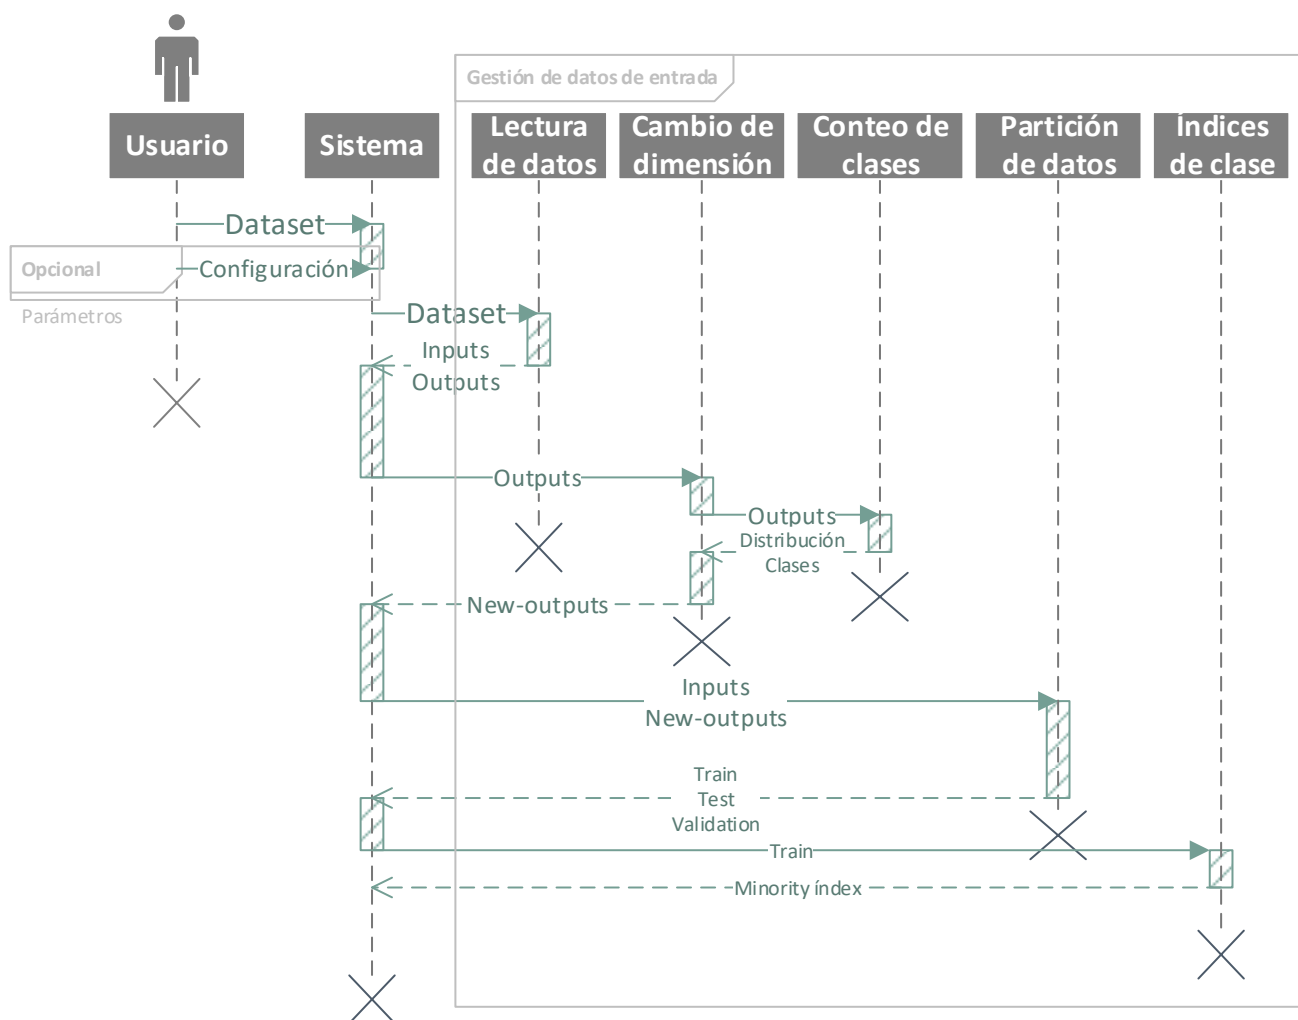 Gestión de datos de entrada
Usuario
Sistema
Lectura
de datos
Cambio de
dimensión
Conteo de
clases
Partición
de datos
Índices
de clase
Dataset
Opcional
Configuración
Parámetros
Dataset
Inputs
Outputs
Outputs
Outputs
Distribución
Clases
New-outputs
Inputs
New-outputs
Train
Test
Validation
Train
Minority índex